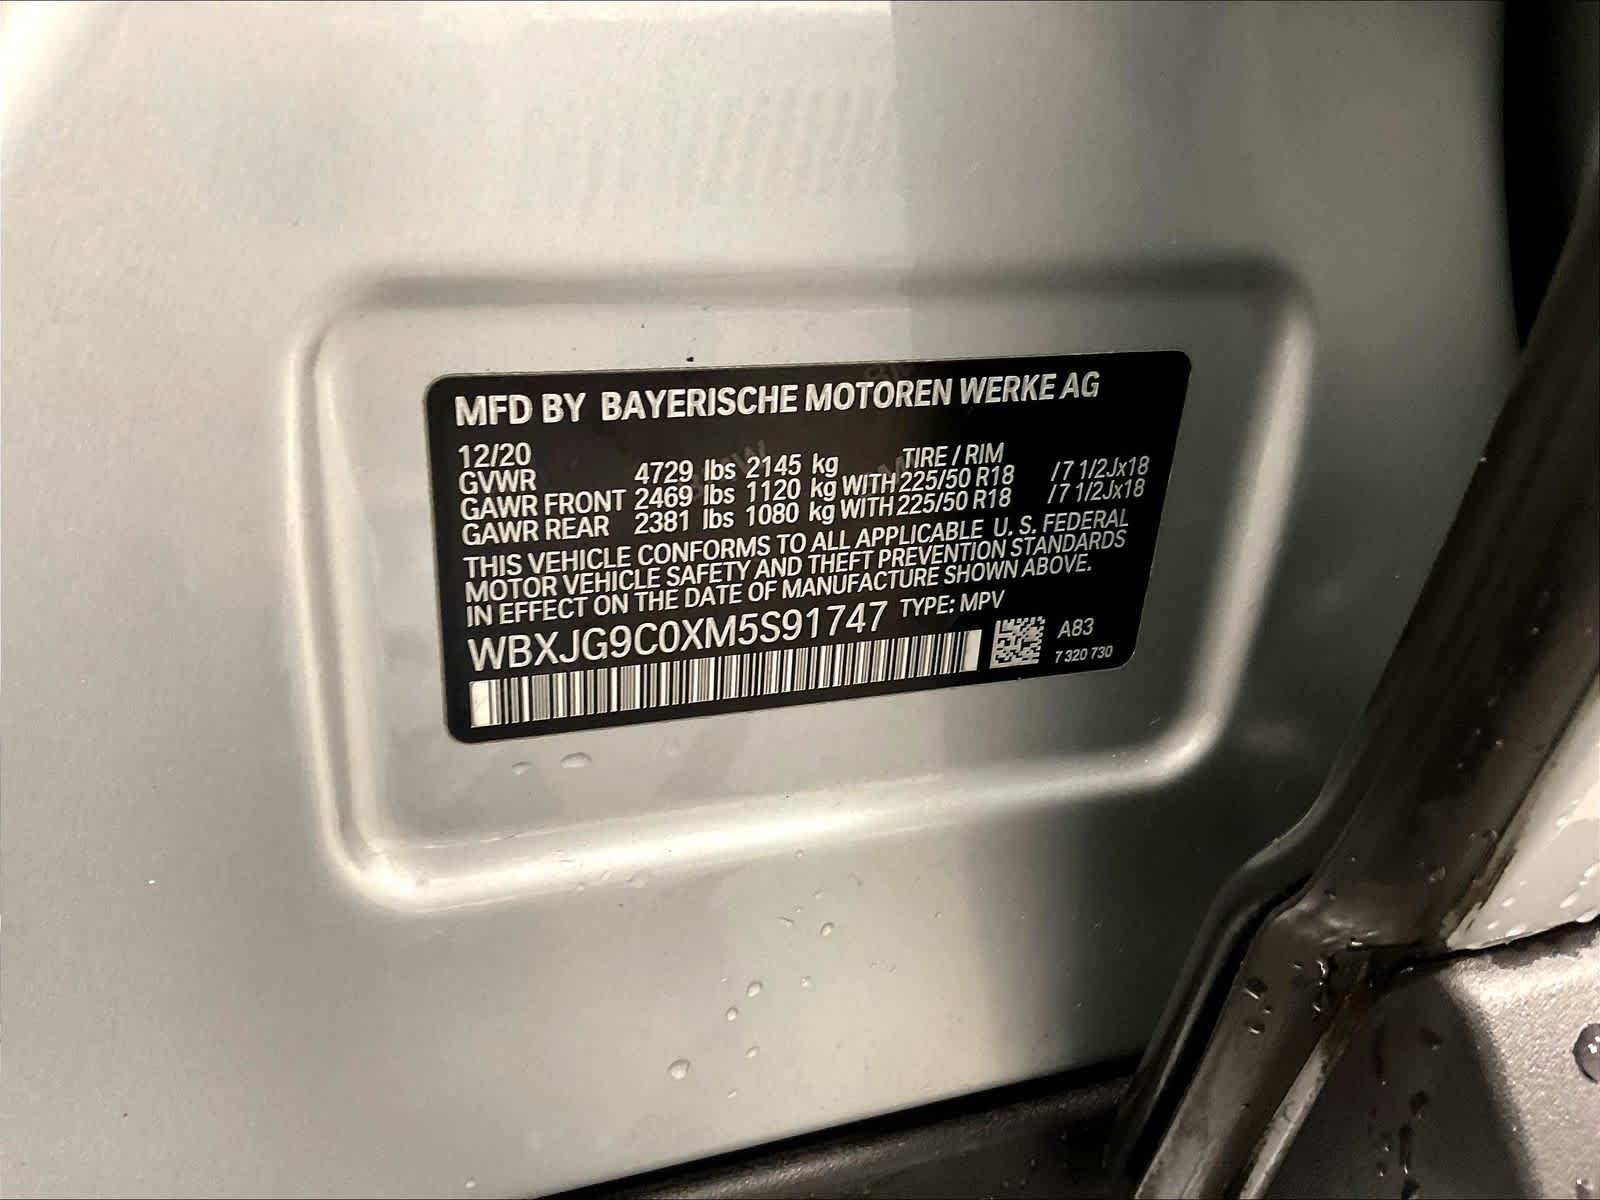 MFD BY BAYERISCHE MOTOREN WERKE AG
12/20 TIRE / RIM
GVWR 4729 lbs 2145 kg
GAWR FRONT 2469 lbs 1120 kg WITH 225/50 R18 /7 1/2Jx18
GAWR REAR 2381 lbs 1080 kg WITH 225/50 R18 /7 1/2Jx18
THIS VEHICLE CONFORMS TO ALL APPLICABLE U. S. FEDERAL
MOTOR VEHICLE SAFETY AND THEFT PREVENTION STANDARDS
IN EFFECT ON THE DATE OF MANUFACTURE SHOWN ABOVE.
WBXJG9C0XM5S91747 TYPE: MPV
A83
7 320 730